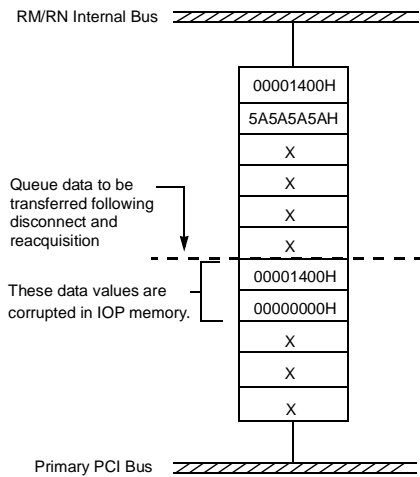 RM/RN Internal Bus
00001400H
5A5A5A5AH
X
X
X
X
Queue data to be
transferred following
disconnect and
reacquisition
00001400H
00000000H
These data values are
corrupted in IOP memory.
X
X
X
Primary PCI Bus